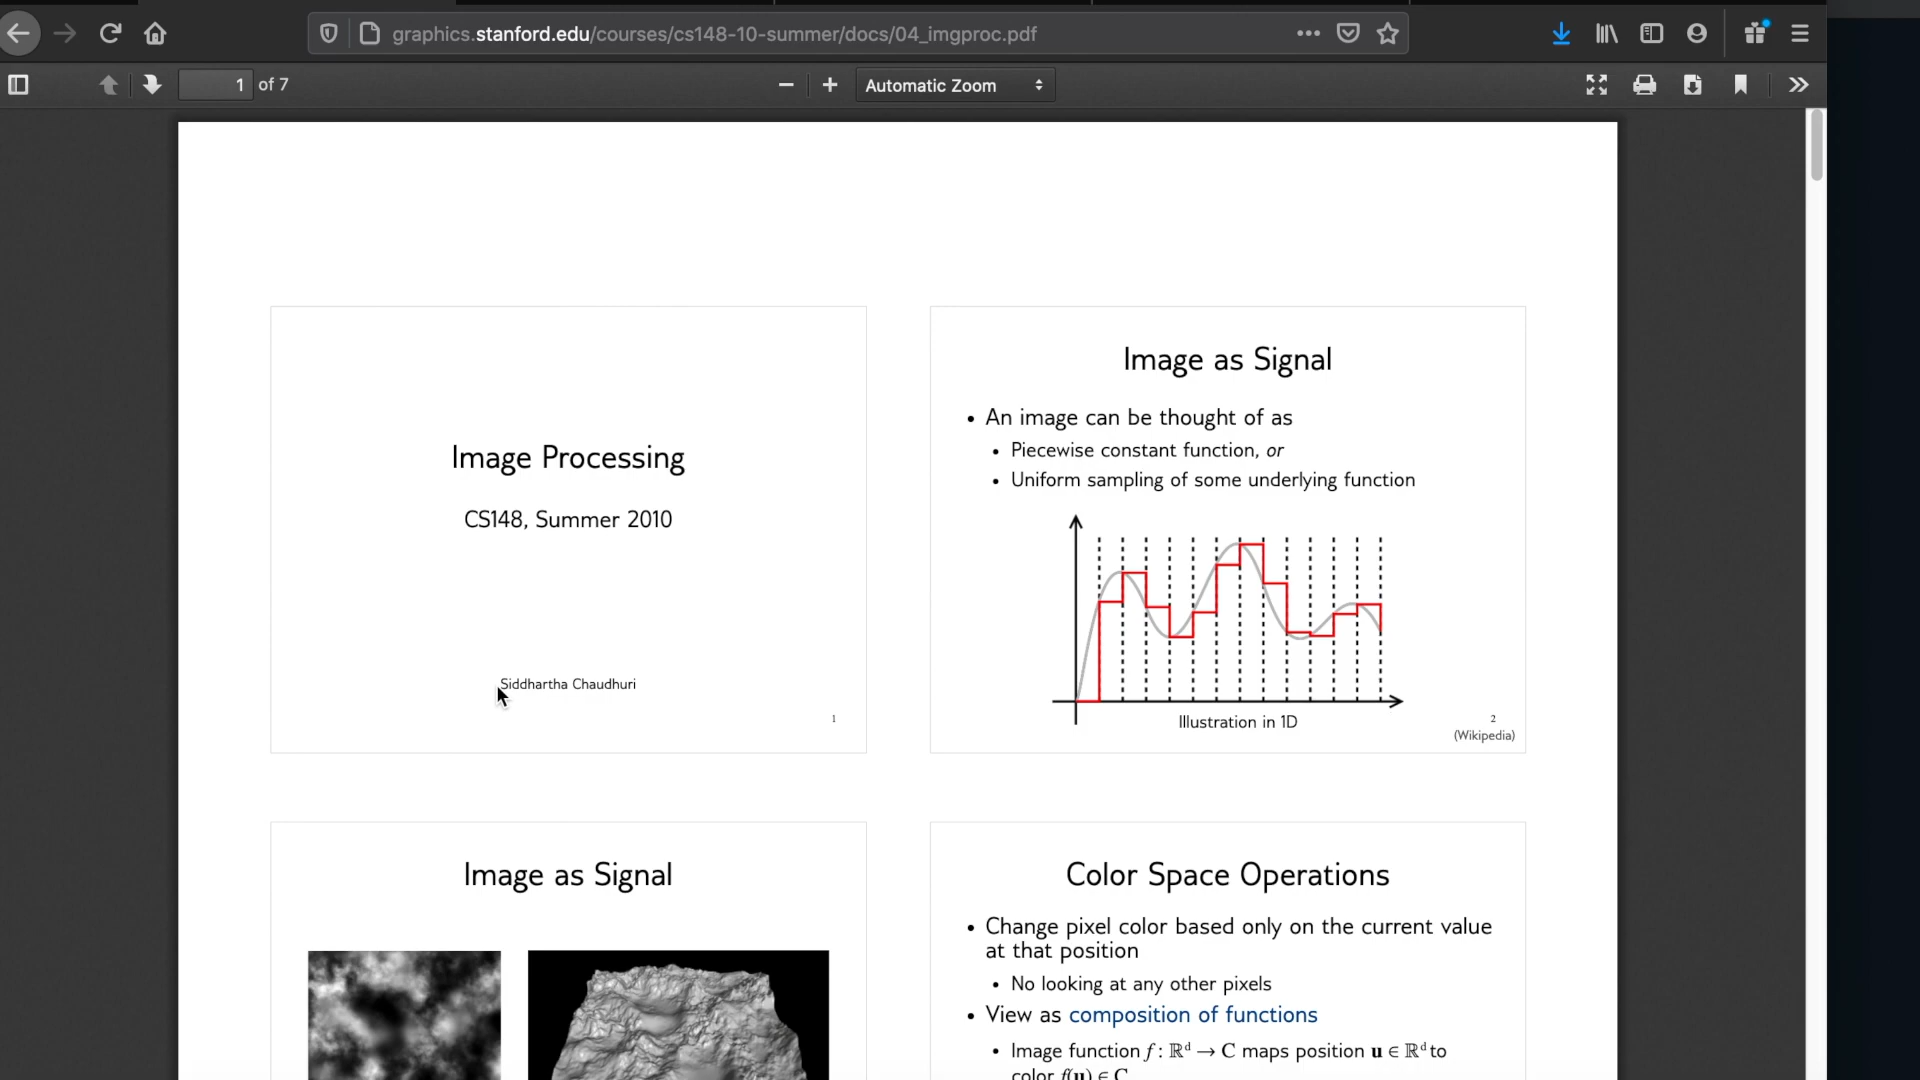 graphics.stanford.edu/courses/cs148-10-summer/docs/04_imgproc.pdf
1 of 7
Automatic Zoom
Image Processing
CS148, Summer 2010
Siddhartha Chaudhuri
1
Image as Signal
• An image can be thought of as
• Piecewise constant function, or
• Uniform sampling of some underlying function
Illustration in 1D
2
(Wikipedia)
Image as Signal
Color Space Operations
• Change pixel color based only on the current value
at that position
• No looking at any other pixels
• View as composition of functions
• Image function f : ℝᵈ → C maps position u ∈ ℝᵈ to
color f(u) ∈ C